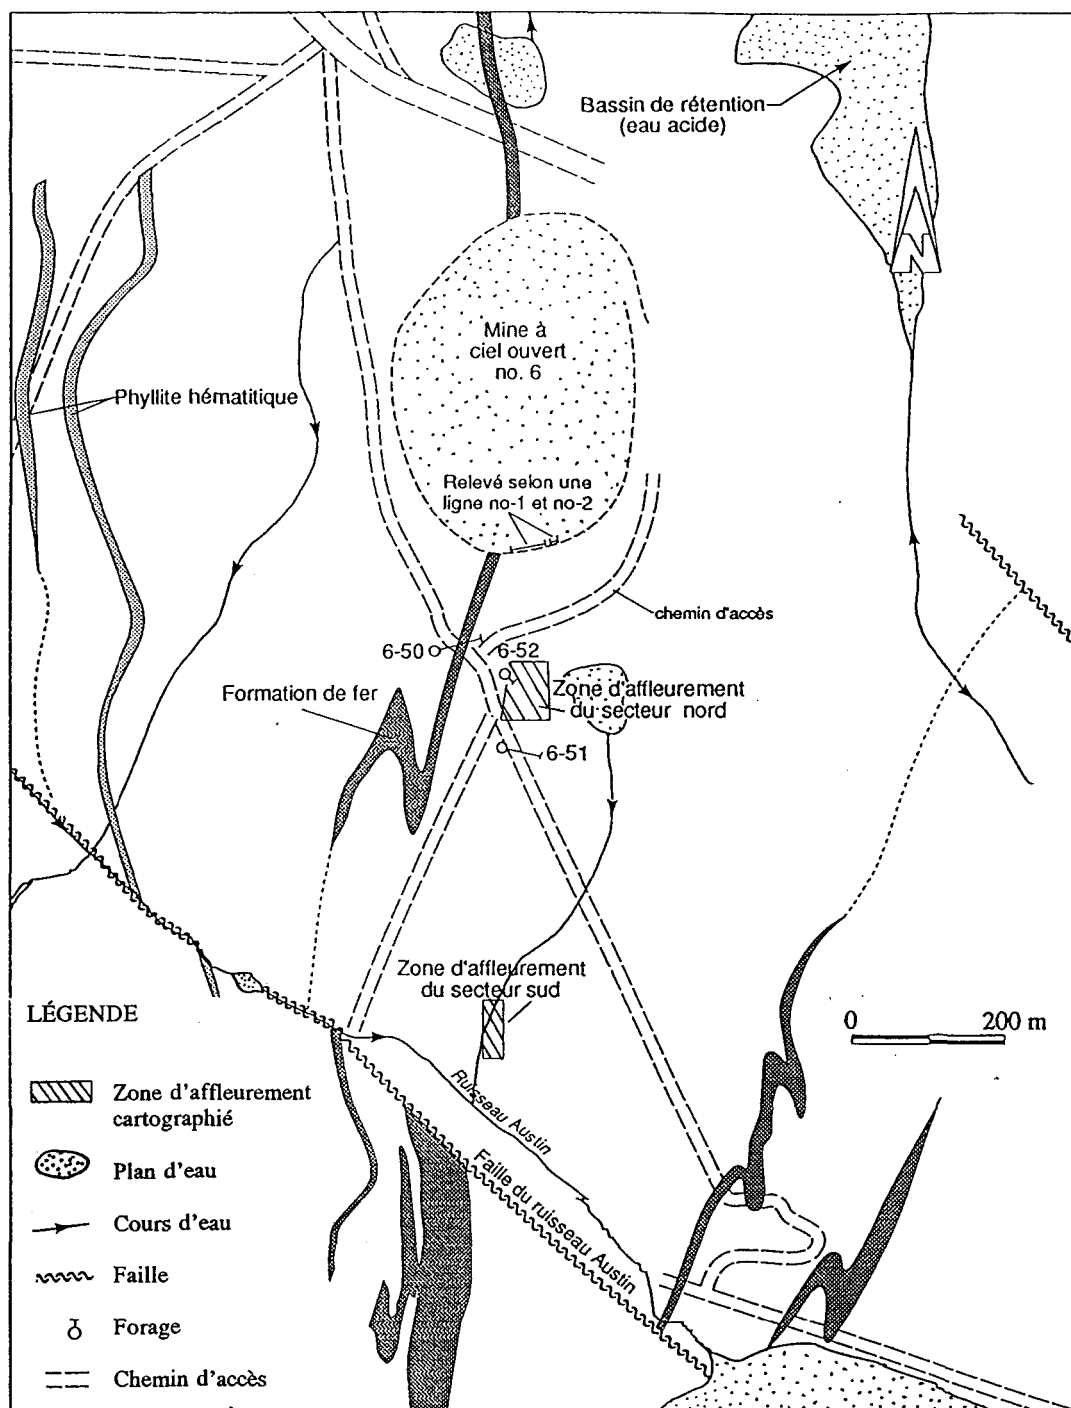 Bassin de rétention
(eau acide)
N
Mine à
ciel ouvert
no. 6
Phyllite hématitique
Relevé selon une
ligne no-1 et no-2
chemin d'accès
6-50
6-52
Formation de fer
Zone d'affleurement
du secteur nord
6-51
Zone d'affleurement
du secteur sud
0 200 m
Ruisseau Austin
Faille du ruisseau Austin
LÉGENDE
Zone d'affleurement
cartographié
Plan d'eau
Cours d'eau
Faille
Forage
Chemin d'accès